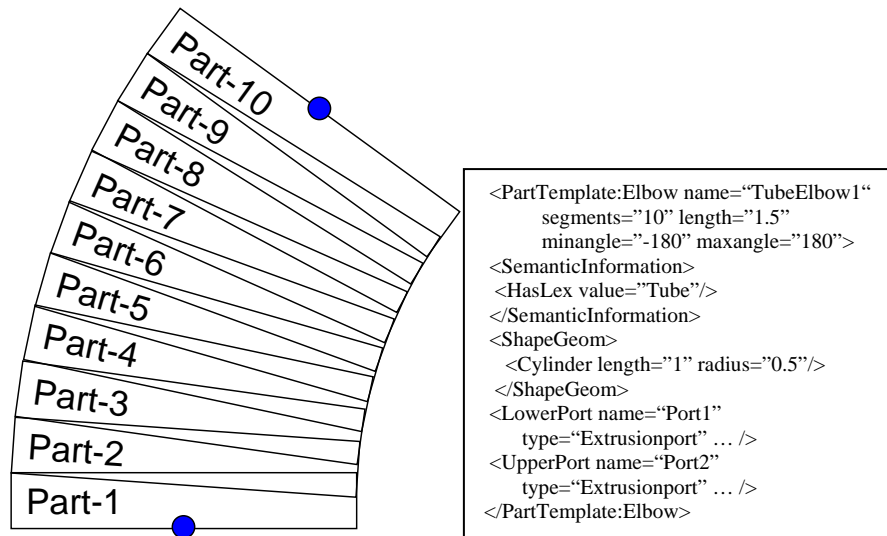 Part-10
Part-9
Part-8
Part-7
Part-6
Part-5
Part-4
Part-3
Part-2
Part-1
<PartTemplate:Elbow name=“TubeElbow1“
segments=”10” length=”1.5”
minangle=”-180” maxangle=”180”>
<SemanticInformation>
<HasLex value=”Tube”/>
</SemanticInformation>
<ShapeGeom>
<Cylinder length=”1” radius=”0.5”/>
</ShapeGeom>
<LowerPort name=“Port1”
type=“Extrusionport” … />
<UpperPort name=“Port2”
type=“Extrusionport” … />
</PartTemplate:Elbow>